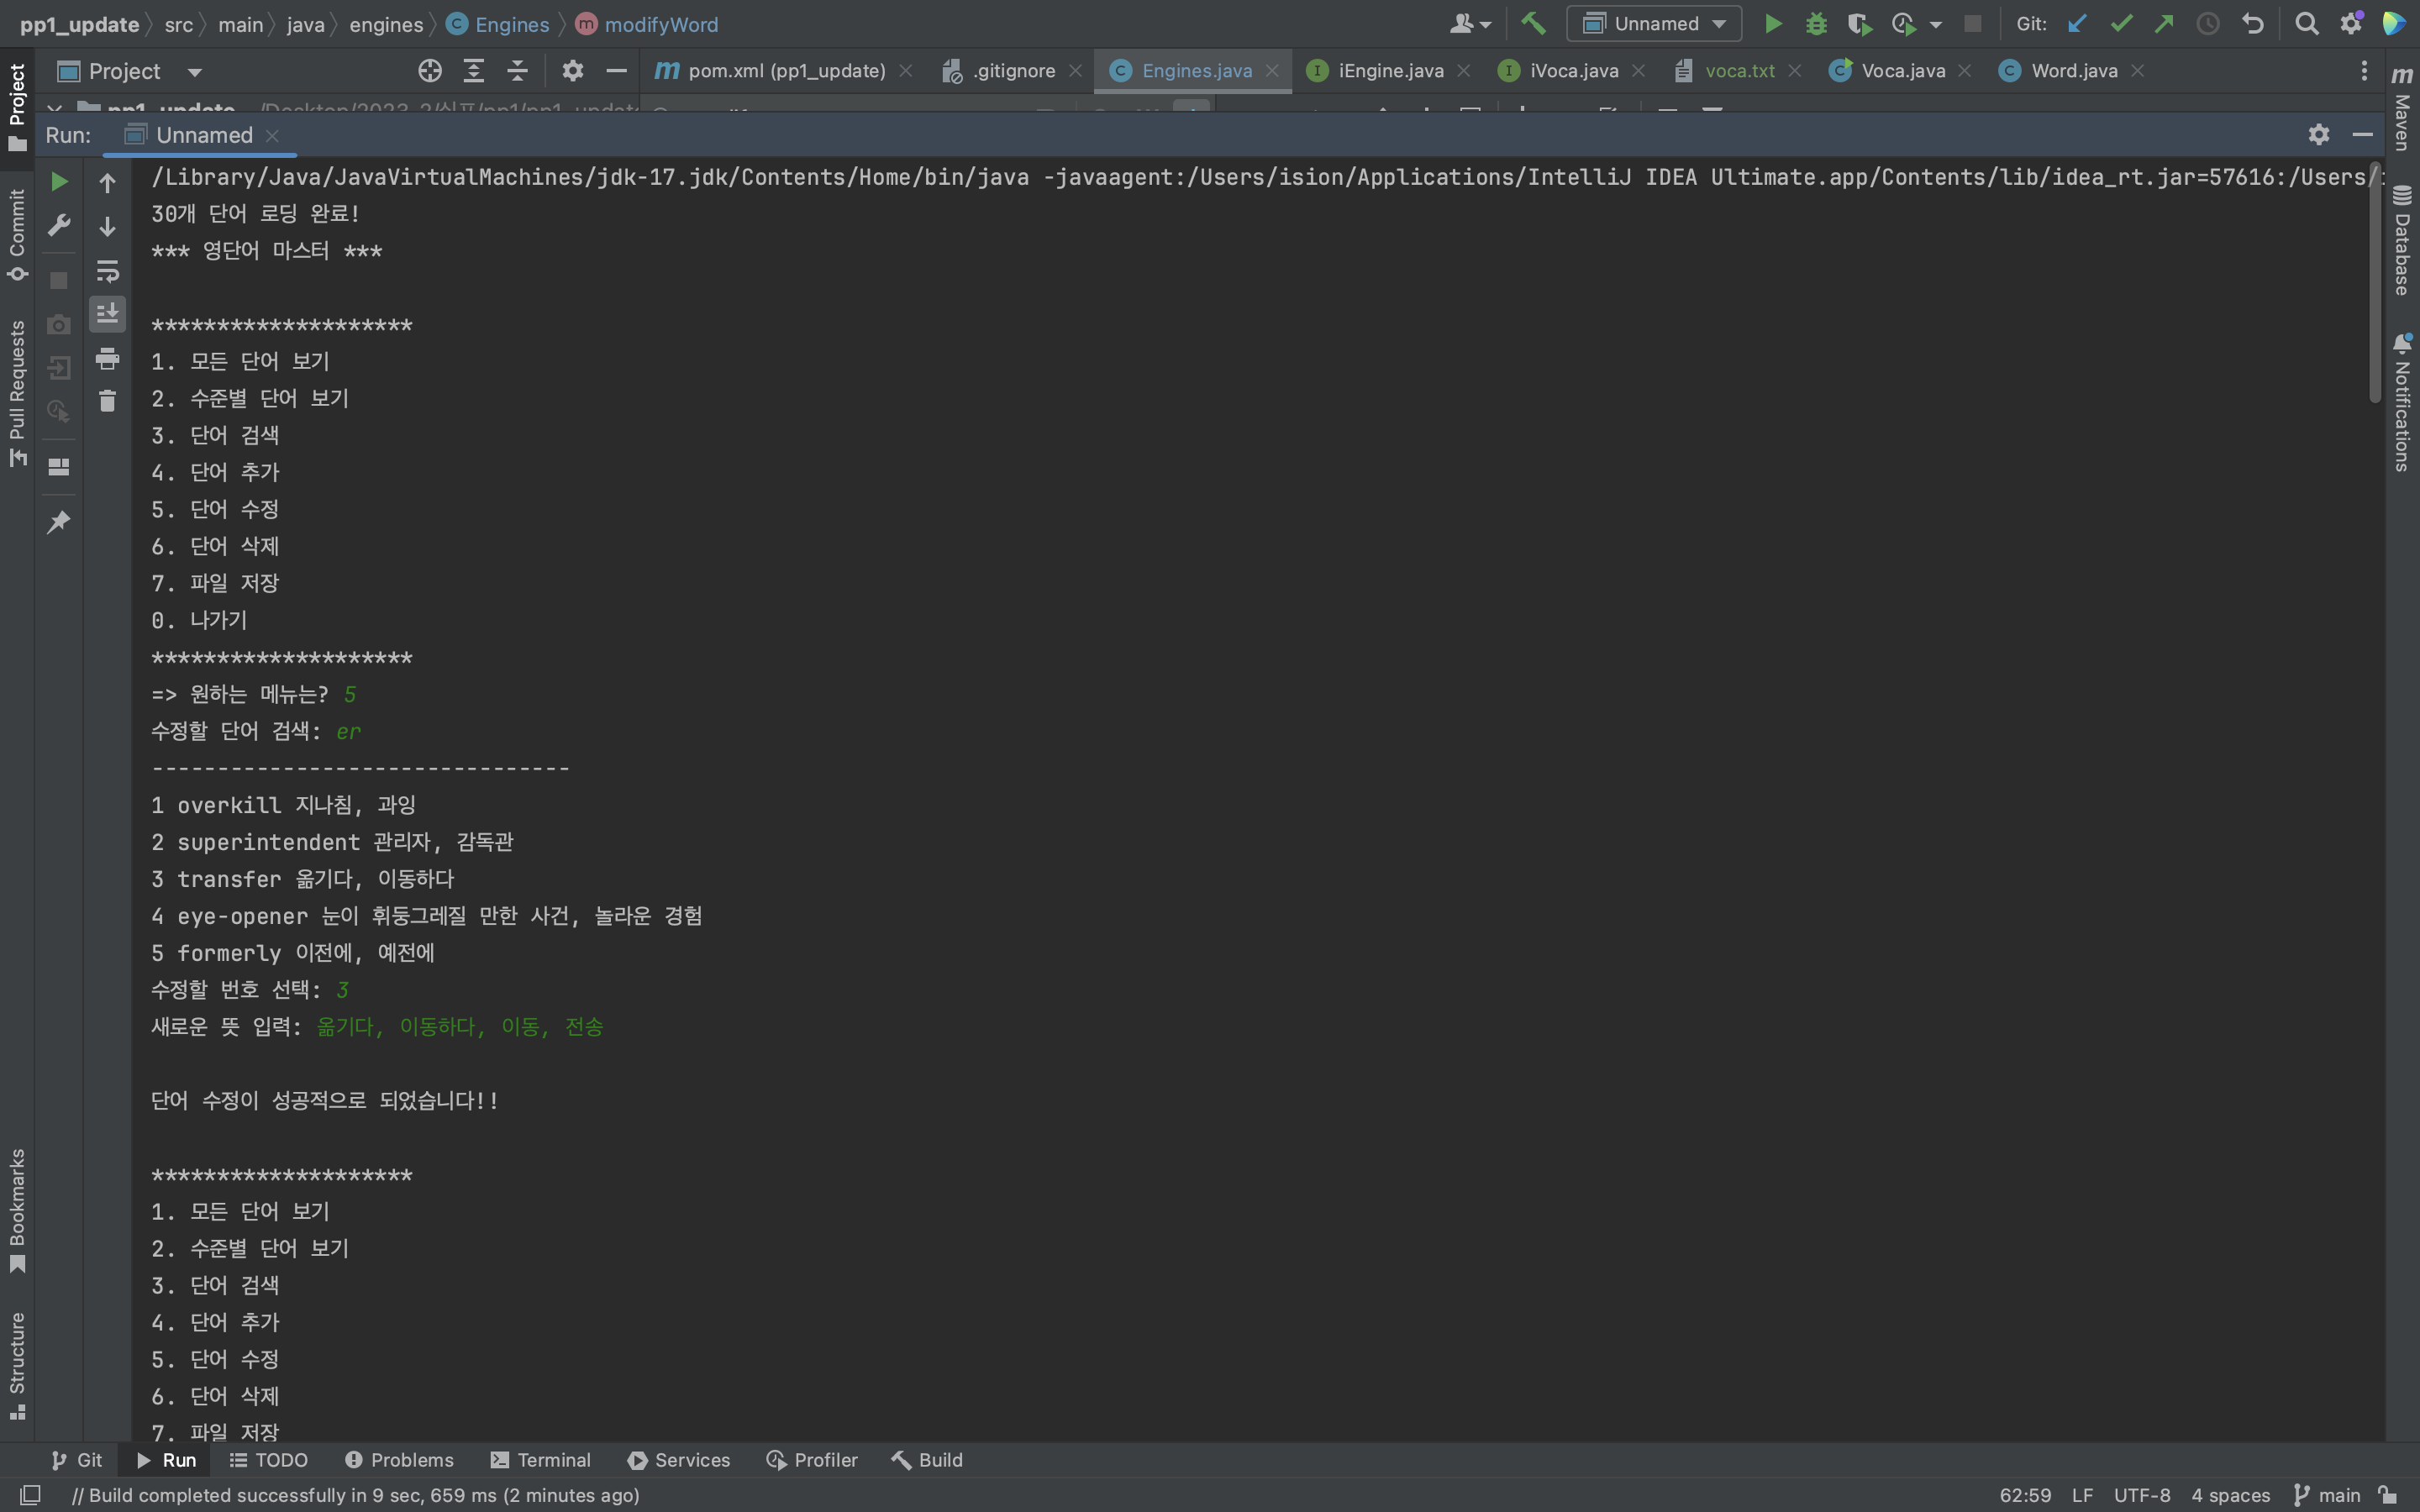 pp1_update src main java engines Engines modifyWord Unnamed Git:
Project pom.xml (pp1_update) .gitignore Engines.java iEngine.java iVoca.java voca.txt Voca.java Word.java
Run: Unnamed
/Library/Java/JavaVirtualMachines/jdk-17.jdk/Contents/Home/bin/java -javaagent:/Users/ision/Applications/IntelliJ IDEA Ultimate.app/Contents/lib/idea_rt.jar=57616:/Users/
30개 단어 로딩 완료!
*** 영단어 마스터 ***
********************
1. 모든 단어 보기
2. 수준별 단어 보기
3. 단어 검색
4. 단어 추가
5. 단어 수정
6. 단어 삭제
7. 파일 저장
0. 나가기
********************
=> 원하는 메뉴는? 5
수정할 단어 검색: er
--------------------------------
1 overkill 지나침, 과잉
2 superintendent 관리자, 감독관
3 transfer 옮기다, 이동하다
4 eye-opener 눈이 휘둥그레질 만한 사건, 놀라운 경험
5 formerly 이전에, 예전에
수정할 번호 선택: 3
새로운 뜻 입력: 옮기다, 이동하다, 이동, 전송
단어 수정이 성공적으로 되었습니다!!
********************
1. 모든 단어 보기
2. 수준별 단어 보기
3. 단어 검색
4. 단어 추가
5. 단어 수정
6. 단어 삭제
7. 파일 저장
Project
Commit
Pull Requests
Bookmarks
Structure
Maven
Database
Notifications
Git Run TODO Problems Terminal Services Profiler Build
// Build completed successfully in 9 sec, 659 ms (2 minutes ago) 62:59 LF UTF-8 4 spaces main